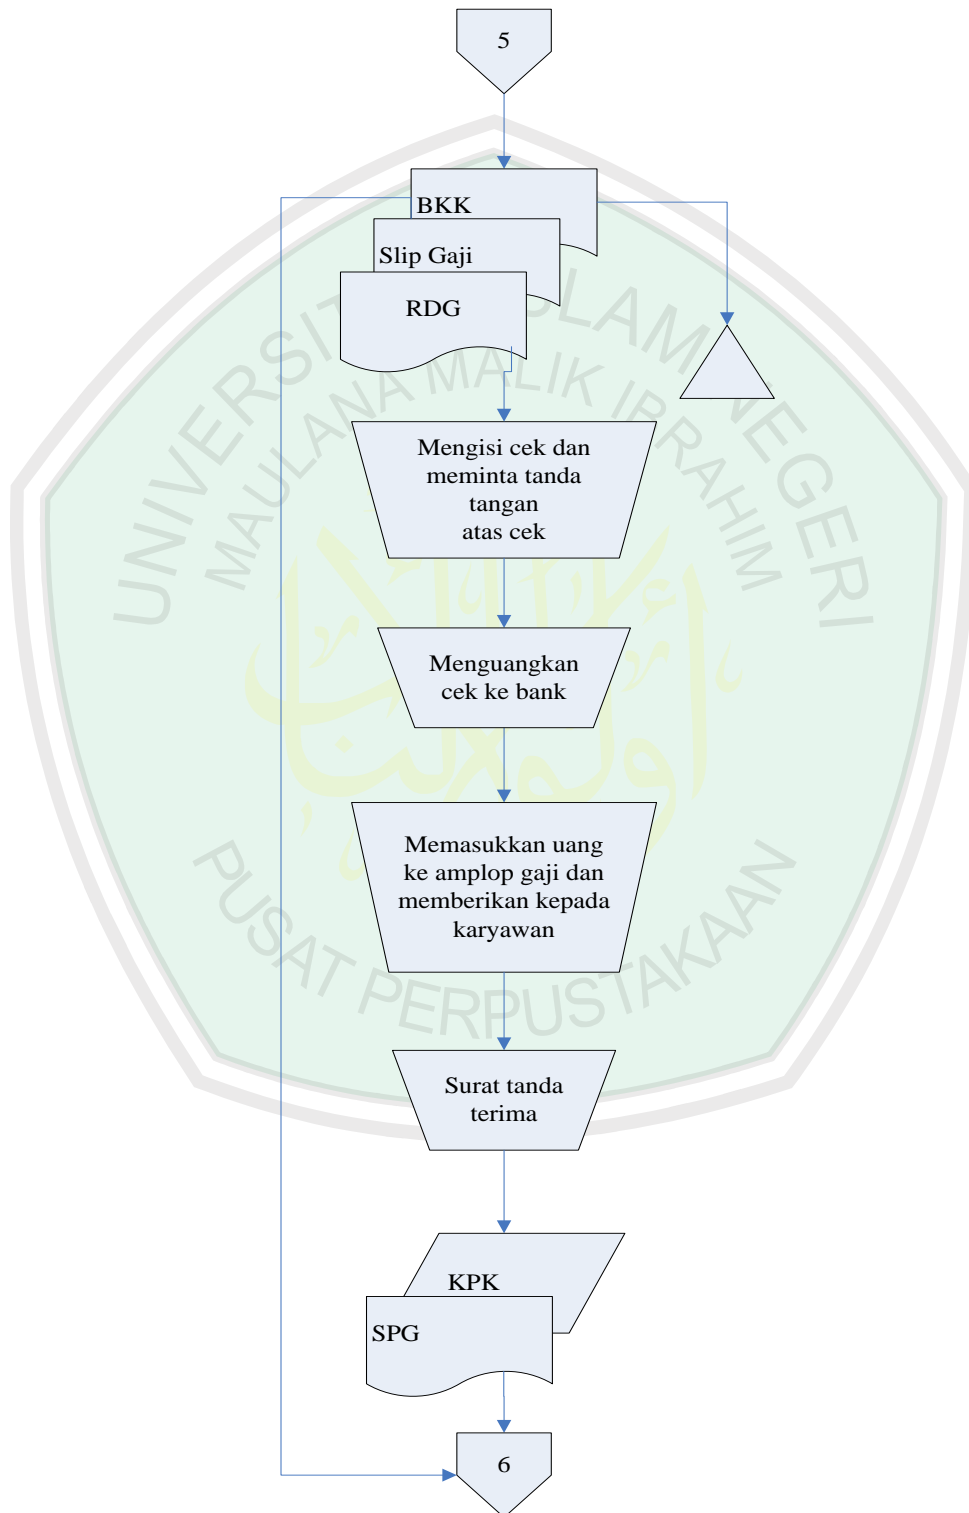 5
BKK
Slip Gaji
RDG
Mengisi cek dan
meminta tanda
tangan
atas cek
Menguangkan
cek ke bank
Memasukkan uang
ke amplop gaji dan
memberikan kepada
karyawan
Surat tanda
terima
KPK
SPG
6
UNIVERSITAS ISLAM NEGERI
MAULANA MALIK IBRAHIM
PUSAT PERPUSTAKAAN